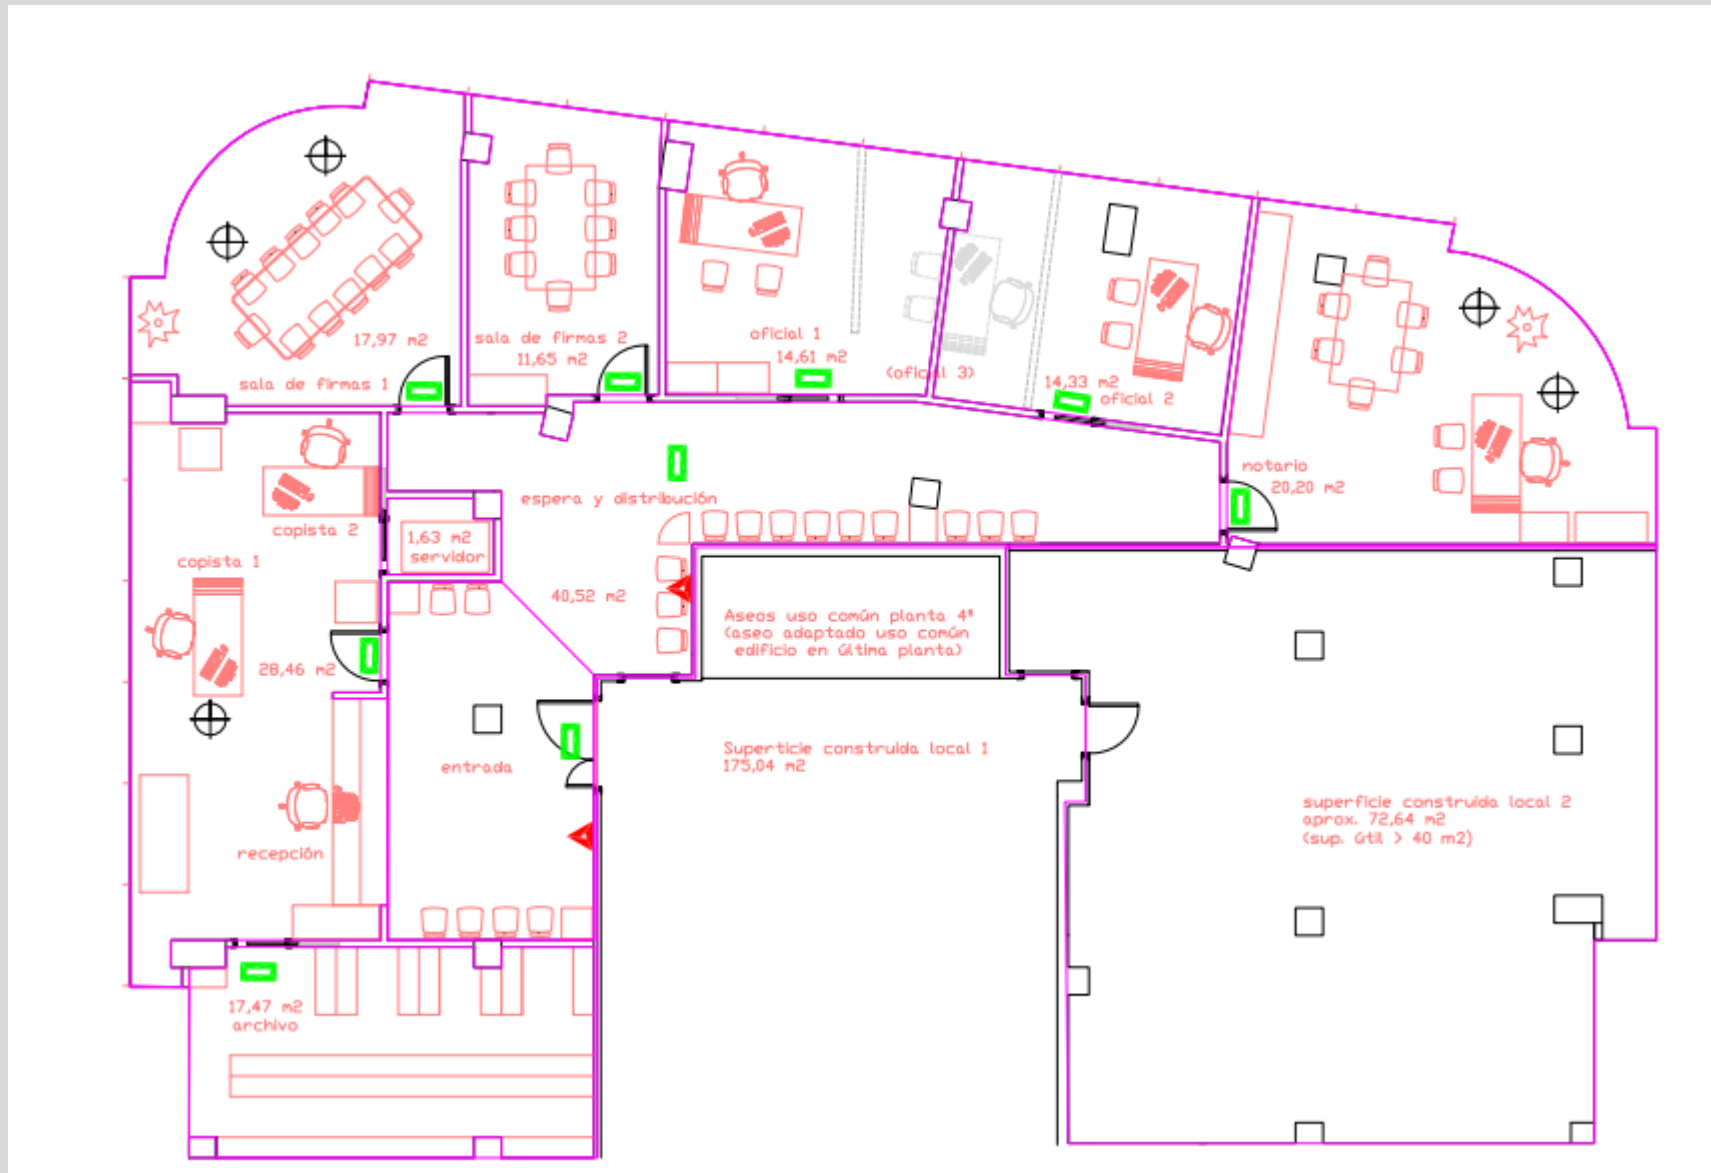 17,97 m2
sala de firmas 1
sala de firmas 2
11,65 m2
oficial 1
14,61 m2
(oficial 3)
14,33 m2
oficial 2
notario
20,20 m2
espera y distribución
copista 2
1,63 m2
servidor
copista 1
40,52 m2
Aseos uso común planta 4ª
(aseo adaptado uso común
edificio en última planta)
28,46 m2
entrada
Superficie construida local 1
175,04 m2
superficie construida local 2
aprox. 72,64 m2
(sup. útil > 40 m2)
recepción
17,47 m2
archivo